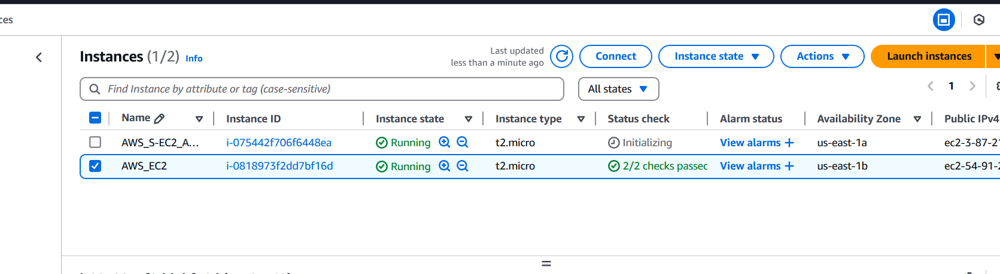 ces
Instances (1/2) Info
Last updated
less than a minute ago
Connect
Instance state
Actions
Launch instances
Find Instance by attribute or tag (case-sensitive)
All states
1
Name Instance ID Instance state Instance type Status check Alarm status Availability Zone Public IPv4
AWS_S-EC2_A... i-075442f706f6448ea Running t2.micro Initializing View alarms + us-east-1a ec2-3-87-21
AWS_EC2 i-0818973f2dd7bf16d Running t2.micro 2/2 checks passed View alarms + us-east-1b ec2-54-91-2